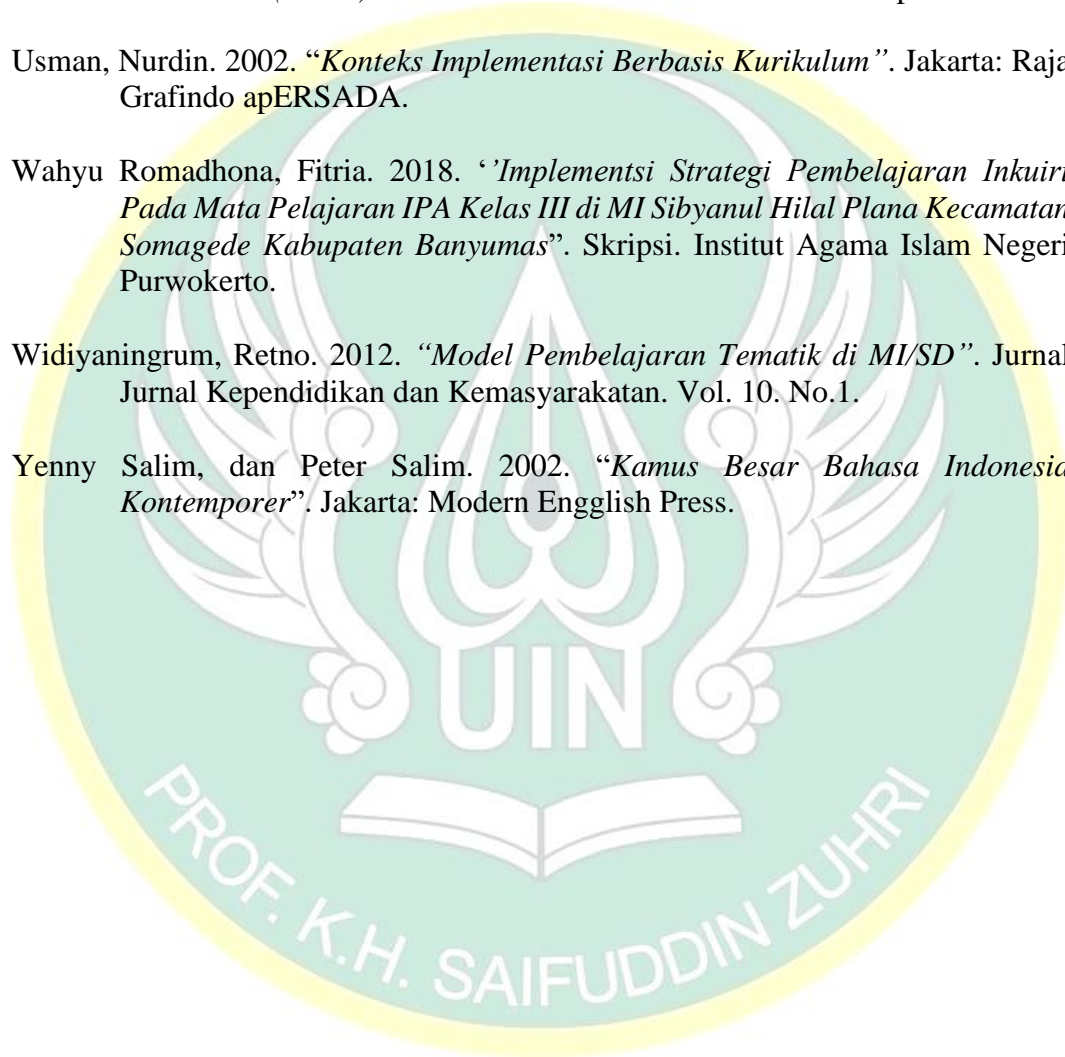 Usman, Nurdin. 2002. “Konteks Implementasi Berbasis Kurikulum”. Jakarta: Raja
Grafindo apERSADA.
Wahyu Romadhona, Fitria. 2018. ‘’Implementsi Strategi Pembelajaran Inkuiri
Pada Mata Pelajaran IPA Kelas III di MI Sibyanul Hilal Plana Kecamatan
Somagede Kabupaten Banyumas”. Skripsi. Institut Agama Islam Negeri
Purwokerto.
Widiyaningrum, Retno. 2012. “Model Pembelajaran Tematik di MI/SD”. Jurnal
Jurnal Kependidikan dan Kemasyarakatan. Vol. 10. No.1.
Yenny Salim, dan Peter Salim. 2002. “Kamus Besar Bahasa Indonesia
Kontemporer”. Jakarta: Modern Engglish Press.
UIN
PROF. K.H. SAIFUDDIN ZUHRI